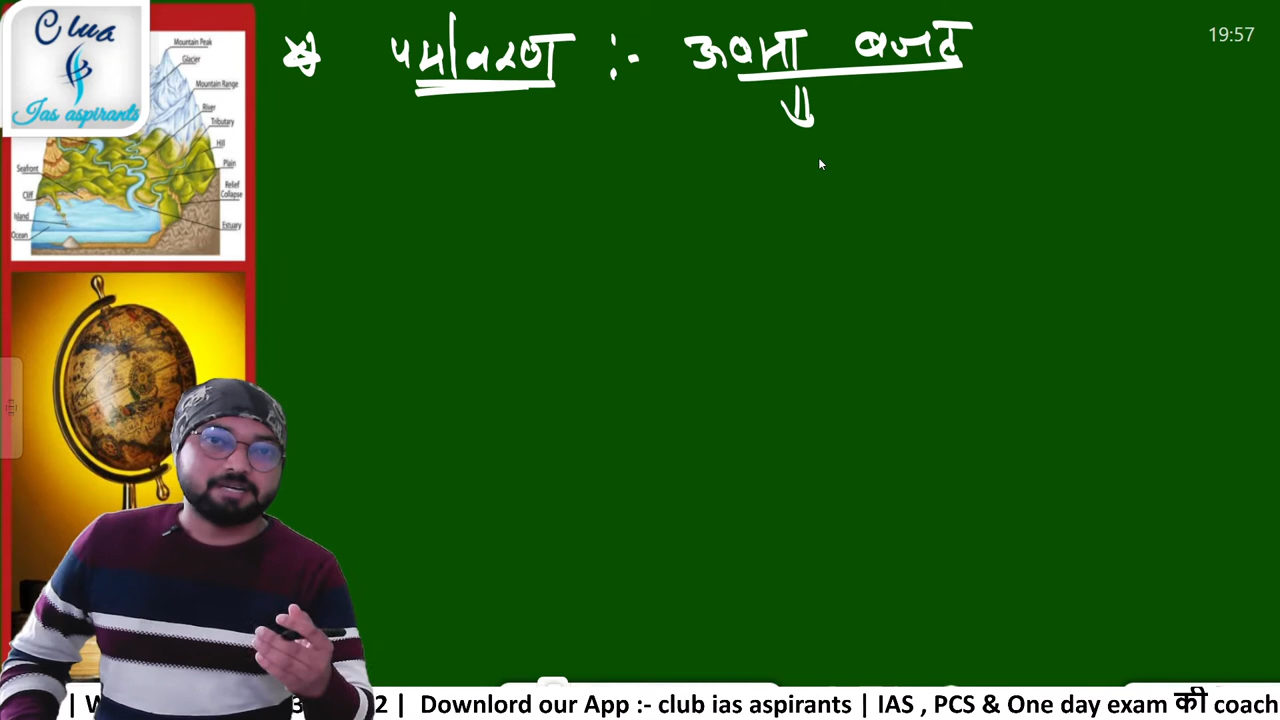 Clua
Ias aspirants
Mountain Peak
Glacier
Mountain Range
River
Tributary
Hill
Plain
Seafront
Relief
Collapse
Cliff
Island
Estuary
Ocean
पर्यावरण :- ऊष्मा बजट
19:57
| W 2 | Downlord our App :- club ias aspirants | IAS , PCS & One day exam की coach